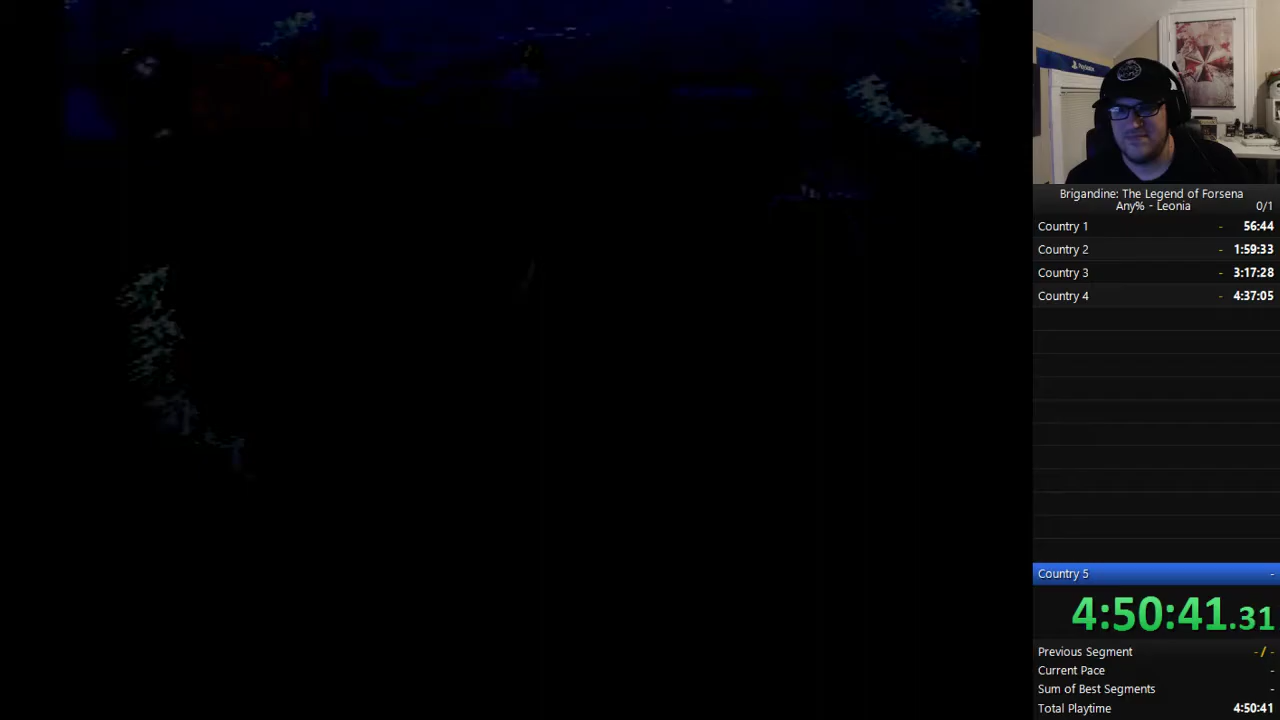 PlayStation
Brigandine: The Legend of Forsena
Any% - Leonia 0/1
Country 1 - 56:44
Country 2 - 1:59:33
Country 3 - 3:17:28
Country 4 - 4:37:05
Country 5 -
4:50:41.31
Previous Segment - / -
Current Pace -
Sum of Best Segments -
Total Playtime 4:50:41